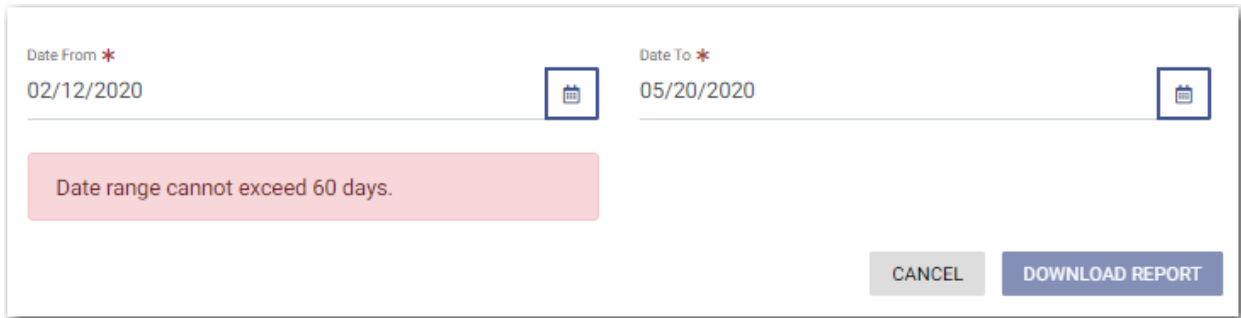 Date From *
Date To *
02/12/2020
05/20/2020
Date range cannot exceed 60 days.
CANCEL
DOWNLOAD REPORT